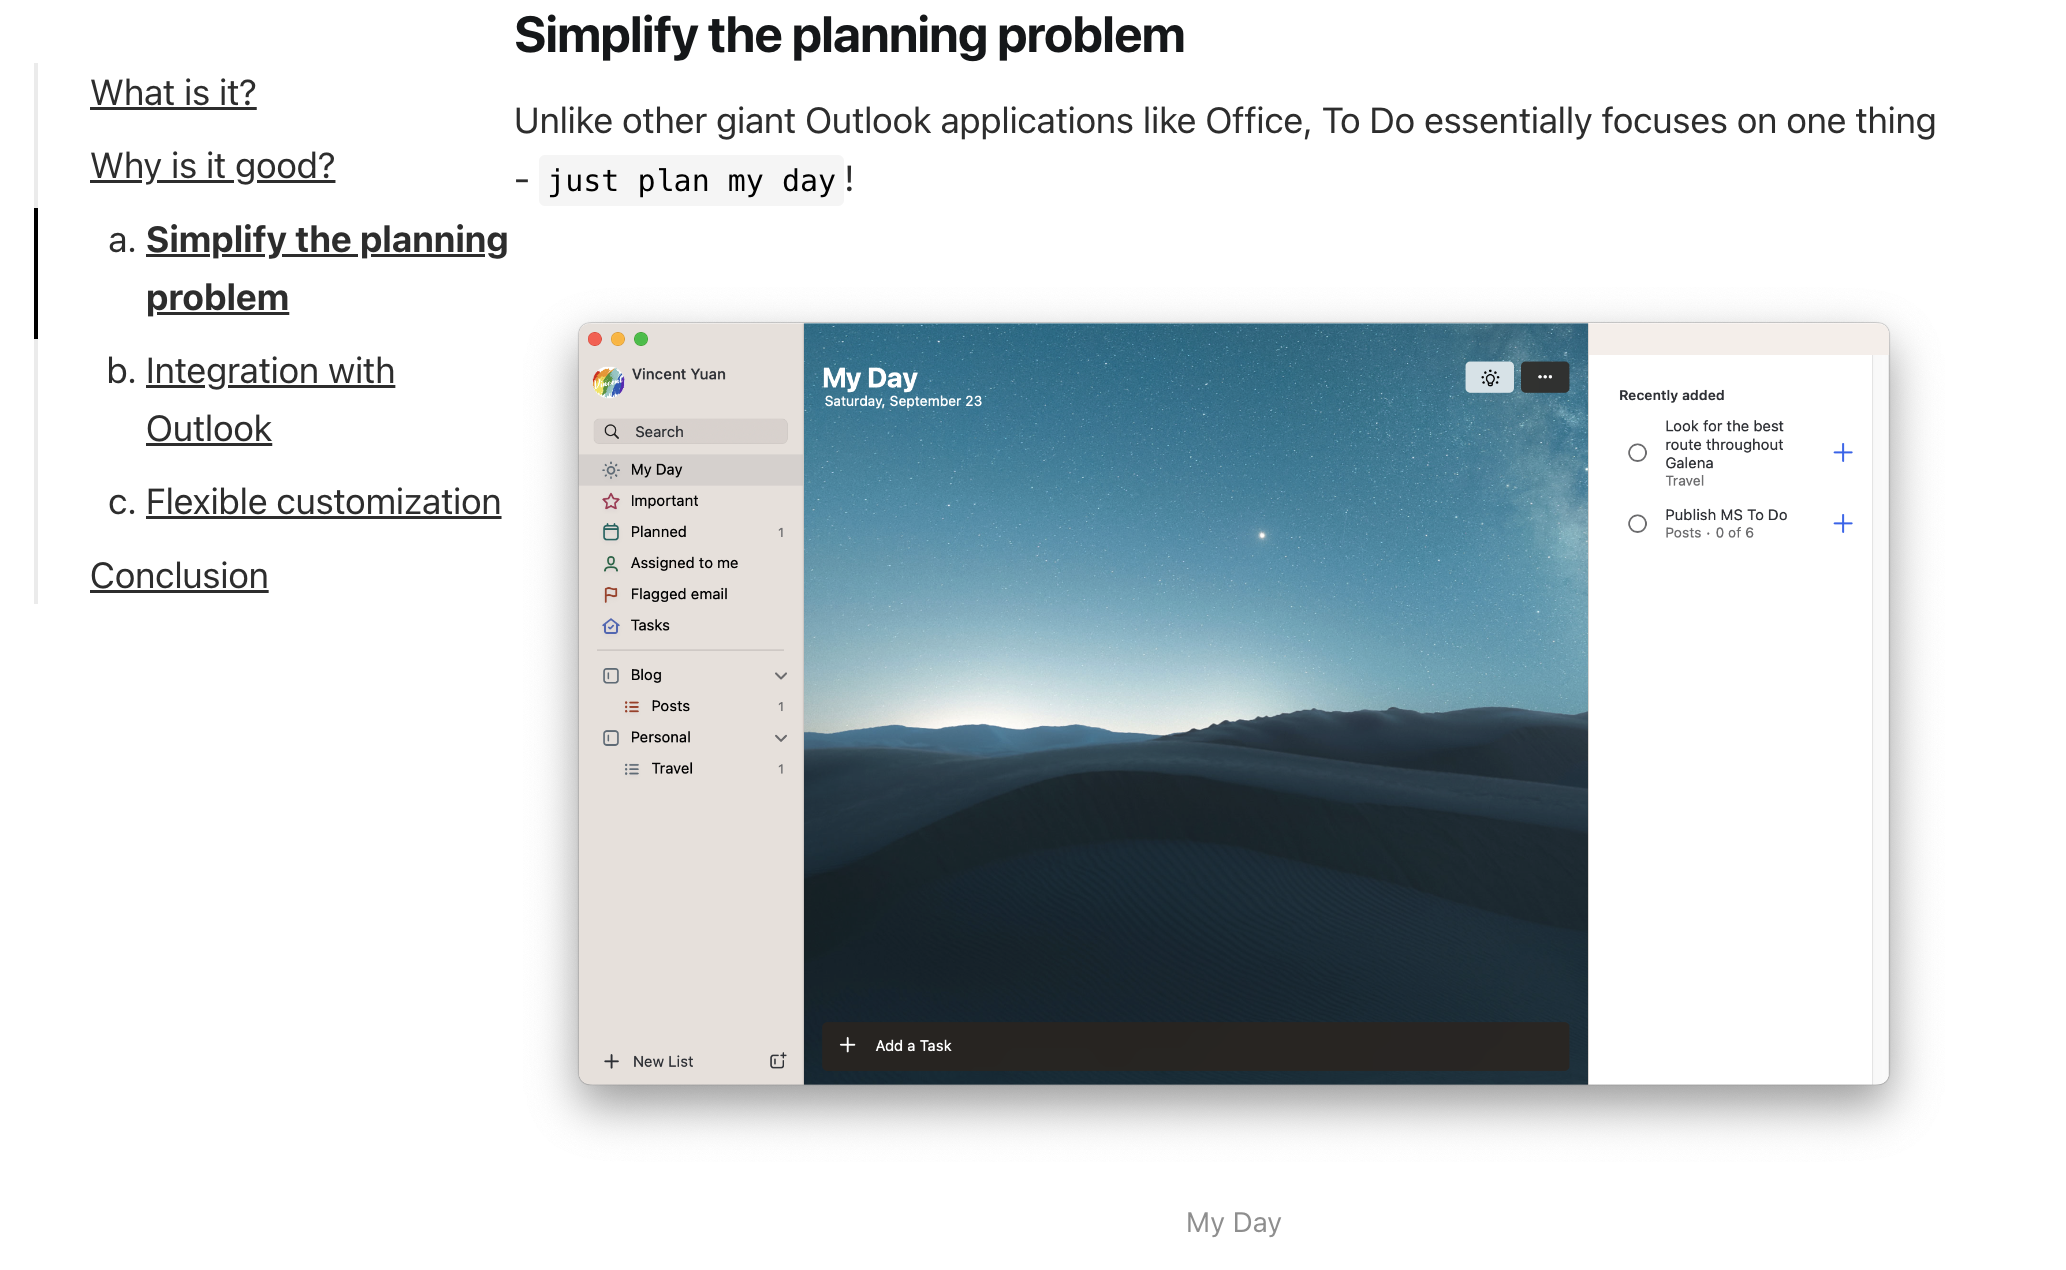 What is it?
Why is it good?
a. Simplify the planning
problem
b. Integration with
Outlook
c. Flexible customization
Conclusion
Simplify the planning problem
Unlike other giant Outlook applications like Office, To Do essentially focuses on one thing
- just plan my day!
Vincent Yuan
Search
My Day
Important
Planned 1
Assigned to me
Flagged email
Tasks
Blog
Posts 1
Personal
Travel 1
+ New List
My Day
Saturday, September 23
+ Add a Task
Recently added
Look for the best
route throughout
Galena
Travel
Publish MS To Do
Posts · 0 of 6
My Day